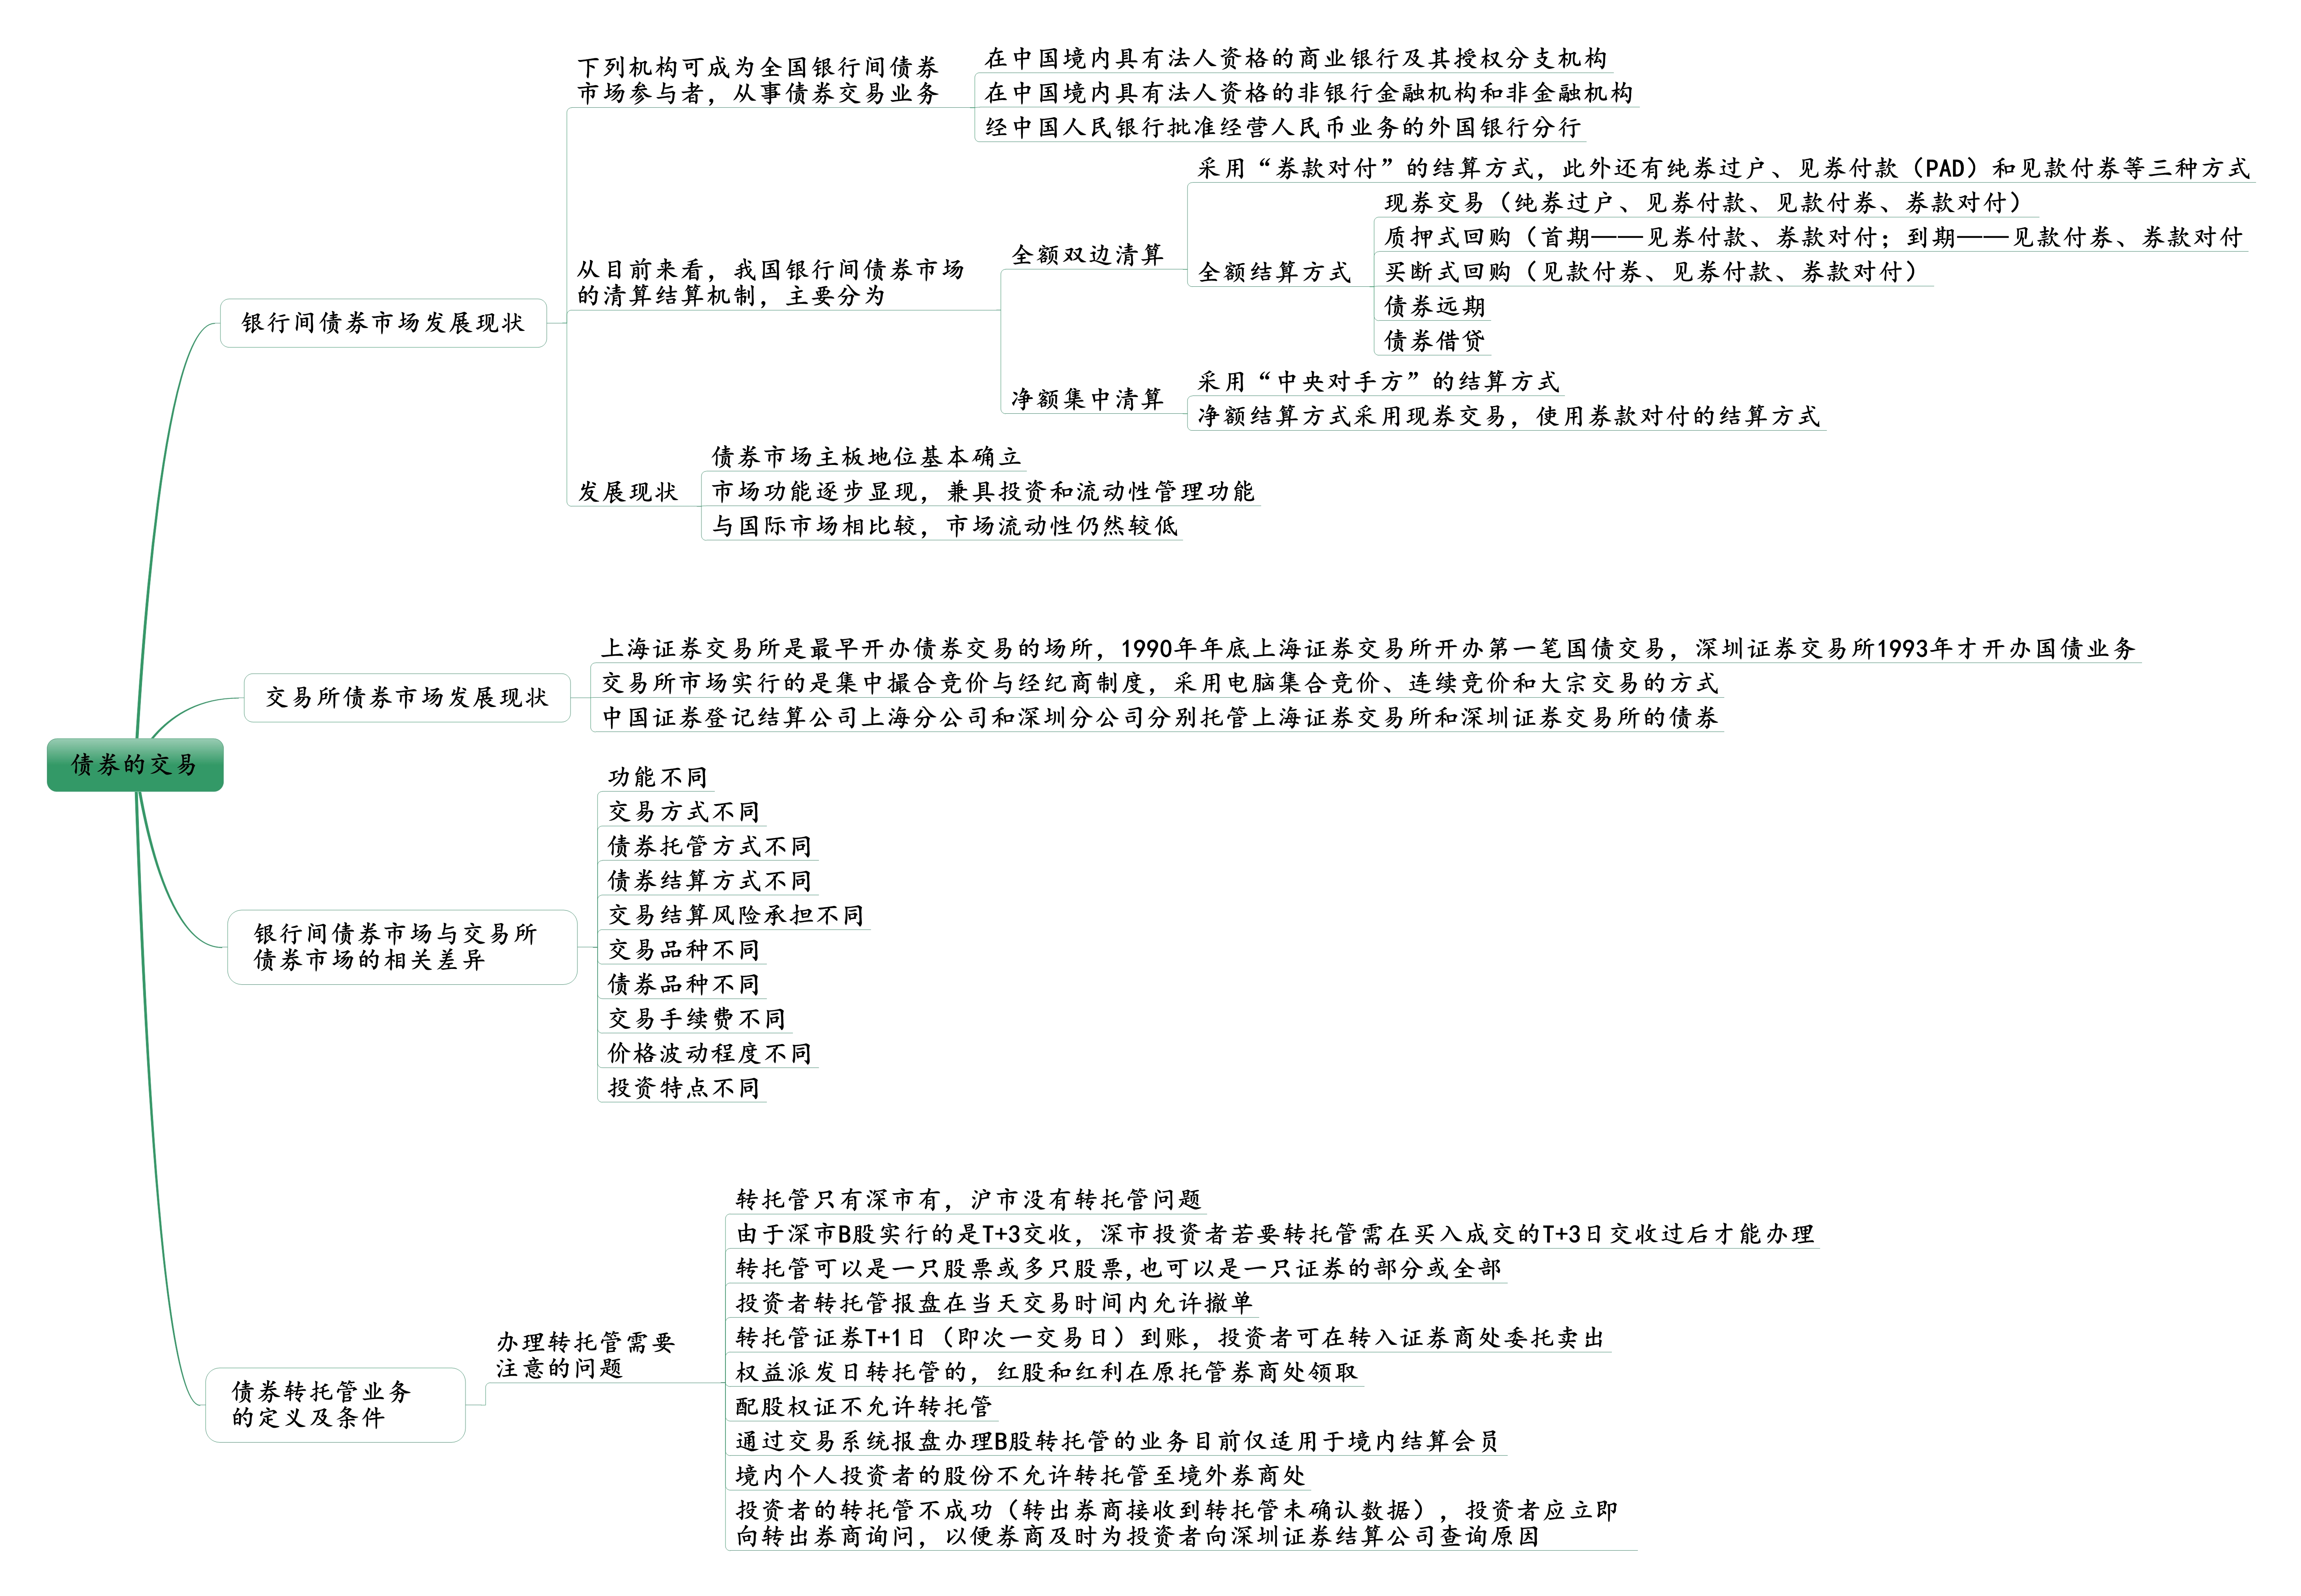 债券的交易
银行间债券市场发展现状
下列机构可成为全国银行间债券
市场参与者，从事债券交易业务
在中国境内具有法人资格的商业银行及其授权分支机构
在中国境内具有法人资格的非银行金融机构和非金融机构
经中国人民银行批准经营人民币业务的外国银行分行
从目前来看，我国银行间债券市场
的清算结算机制，主要分为
全额双边清算
采用“券款对付”的结算方式，此外还有纯券过户、见券付款（PAD）和见款付券等三种方式
全额结算方式
现券交易（纯券过户、见券付款、见款付券、券款对付）
质押式回购（首期——见券付款、券款对付；到期——见款付券、券款对付
买断式回购（见款付券、见券付款、券款对付）
债券远期
债券借贷
净额集中清算
采用“中央对手方”的结算方式
净额结算方式采用现券交易，使用券款对付的结算方式
发展现状
债券市场主板地位基本确立
市场功能逐步显现，兼具投资和流动性管理功能
与国际市场相比较，市场流动性仍然较低
交易所债券市场发展现状
上海证券交易所是最早开办债券交易的场所，1990年年底上海证券交易所开办第一笔国债交易，深圳证券交易所1993年才开办国债业务
交易所市场实行的是集中撮合竞价与经纪商制度，采用电脑集合竞价、连续竞价和大宗交易的方式
中国证券登记结算公司上海分公司和深圳分公司分别托管上海证券交易所和深圳证券交易所的债券
银行间债券市场与交易所
债券市场的相关差异
功能不同
交易方式不同
债券托管方式不同
债券结算方式不同
交易结算风险承担不同
交易品种不同
债券品种不同
交易手续费不同
价格波动程度不同
投资特点不同
债券转托管业务
的定义及条件
办理转托管需要
注意的问题
转托管只有深市有，沪市没有转托管问题
由于深市B股实行的是T+3交收，深市投资者若要转托管需在买入成交的T+3日交收过后才能办理
转托管可以是一只股票或多只股票,也可以是一只证券的部分或全部
投资者转托管报盘在当天交易时间内允许撤单
转托管证券T+1日（即次一交易日）到账，投资者可在转入证券商处委托卖出
权益派发日转托管的，红股和红利在原托管券商处领取
配股权证不允许转托管
通过交易系统报盘办理B股转托管的业务目前仅适用于境内结算会员
境内个人投资者的股份不允许转托管至境外券商处
投资者的转托管不成功（转出券商接收到转托管未确认数据），投资者应立即
向转出券商询问，以便券商及时为投资者向深圳证券结算公司查询原因